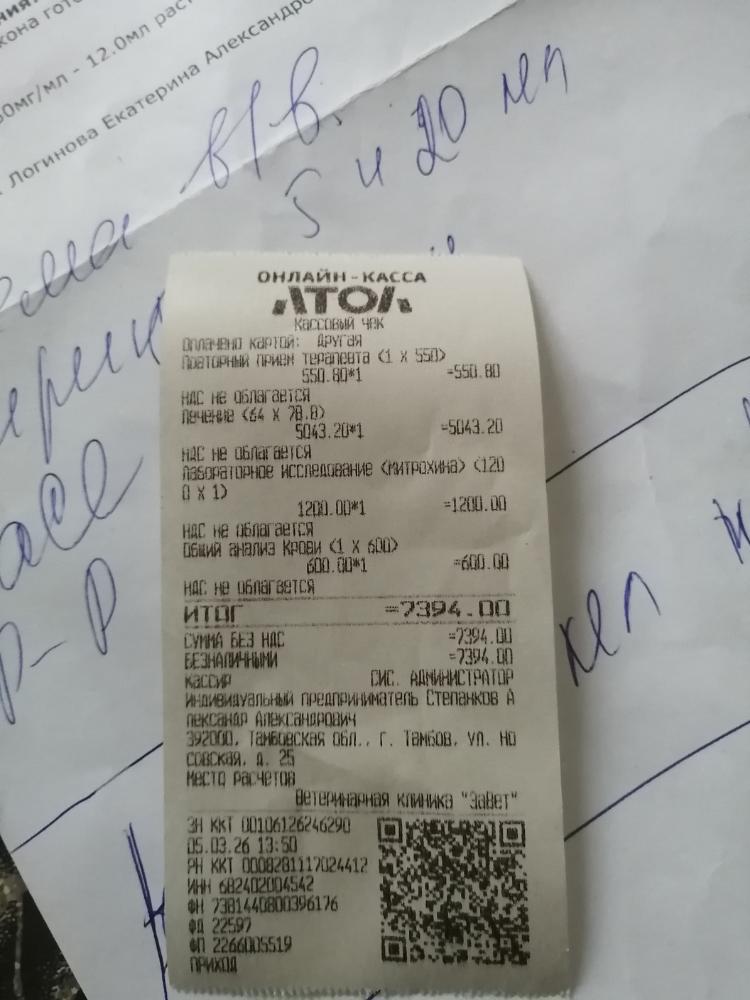 кона гото
30мг/мл - 12.0мл раст
Логинова Екатерина Александро
в/в.
5 и 20 мл
ОНЛАЙН-КАССА
АТОЛ
КАССОВЫЙ ЧЕК
ОПЛАЧЕНО КАРТОЙ: ДРУГАЯ
Повторный прием терапевта (1 X 550)
550.80*1 =550.80
НДС не облагается
Лечение (64 X 78.8)
5043.20*1 =5043.20
НДС не облагается
Лабораторное исследование (Митрохина) (120
0 X 1)
1200.00*1 =1200.00
НДС не облагается
Общий анализ Крови (1 X 600)
600.00*1 =600.00
НДС не облагается
ИТОГ =7394.00
СУММА БЕЗ НДС =7394.00
БЕЗНАЛИЧНЫМИ =7394.00
Кассир СИС. АДМИНИСТРАТОР
Индивидуальный предприниматель Степанков А
лександр Александрович
392000, Тамбовская обл., г. Тамбов, ул. Но
совская, д. 25
Место расчетов
Ветеринарная клиника "ЗаВет"
ЗН ККТ 00106126246290
05.03.26 13:50
РН ККТ 0008281117024412
ИНН 682402004542
ФН 7381440800396176
ФД 22597
ФП 2266005519
ПРИХОД